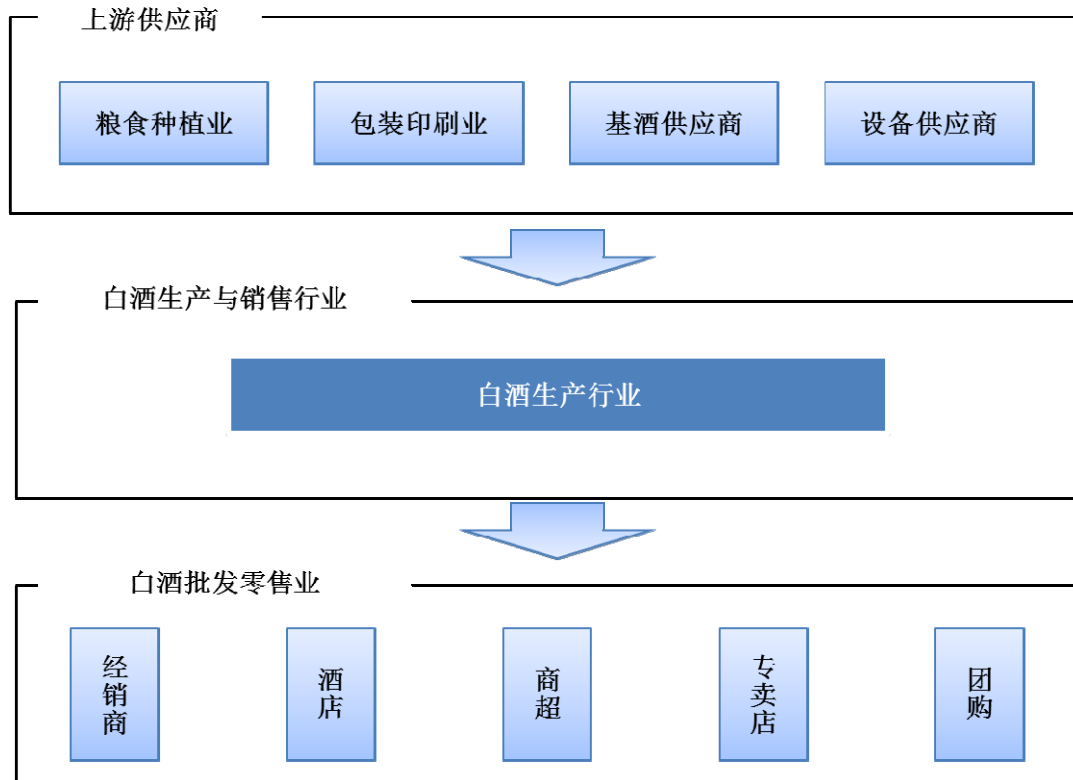 上游供应商
粮食种植业
包装印刷业
基酒供应商
设备供应商
白酒生产与销售行业
白酒生产行业
白酒批发零售业
经销商
酒店
商超
专卖店
团购